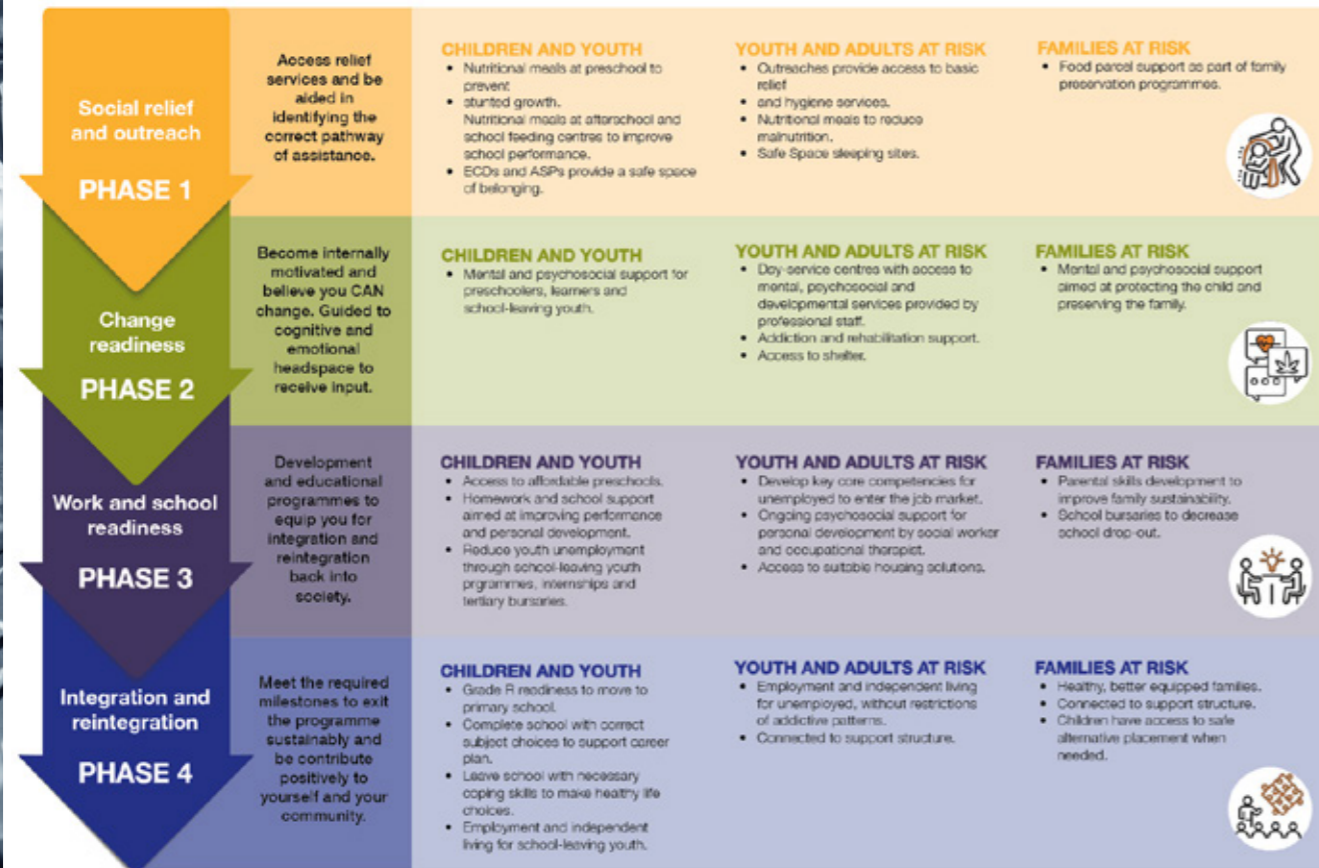 Social relief
and outreach
PHASE 1
Access relief
services and be
aided in
identifying the
correct pathway
of assistance.
CHILDREN AND YOUTH
• Nutritional meals at preschool to
prevent
• stunted growth.
Nutritional meals at afterschool and
school feeding centres to improve
school performance.
• ECDs and ASPs provide a safe space
of belonging.
YOUTH AND ADULTS AT RISK
• Outreaches provide access to basic
relief
• and hygiene services.
• Nutritional meals to reduce
malnutrition.
• Safe Space sleeping sites.
FAMILIES AT RISK
• Food parcel support as part of family
preservation programmes.
Change
readiness
PHASE 2
Become internally
motivated and
believe you CAN
change. Guided to
cognitive and
emotional
headspace to
receive input.
CHILDREN AND YOUTH
• Mental and psychosocial support for
preschoolers, learners and
school-leaving youth.
YOUTH AND ADULTS AT RISK
• Day-service centres with access to
mental, psychosocial and
developmental services provided by
professional staff.
• Addiction and rehabilitation support.
• Access to shelter.
FAMILIES AT RISK
• Mental and psychosocial support
aimed at protecting the child and
preserving the family.
Work and school
readiness
PHASE 3
Development
and educational
programmes to
equip you for
integration and
reintegration
back into
society.
CHILDREN AND YOUTH
• Access to affordable preschools.
• Homework and school support
aimed at improving performance
and personal development.
• Reduce youth unemployment
through school-leaving youth
prgrammes, internships and
tertiary bursaries.
YOUTH AND ADULTS AT RISK
• Develop key core competencies for
unemployed to enter the job market.
• Ongoing psychosocial support for
personal development by social worker
and occupational therapist.
• Access to suitable housing solutions.
FAMILIES AT RISK
• Parental skills development to
improve family sustainability.
• School bursaries to decrease
school drop-out.
Integration and
reintegration
PHASE 4
Meet the required
milestones to exit
the programme
sustainably and
be contribute
positively to
yourself and your
community.
CHILDREN AND YOUTH
• Grade R readiness to move to
primary school.
• Complete school with correct
subject choices to support career
plan.
• Leave school with necessary
coping skills to make healthy life
choices.
• Employment and independent
living for school-leaving youth.
YOUTH AND ADULTS AT RISK
• Employment and independent living
for unemployed, without restrictions
of addictive patterns.
• Connected to support structure.
FAMILIES AT RISK
• Healthy, better equipped families.
• Connected to support structure.
• Children have access to safe
alternative placement when
needed.